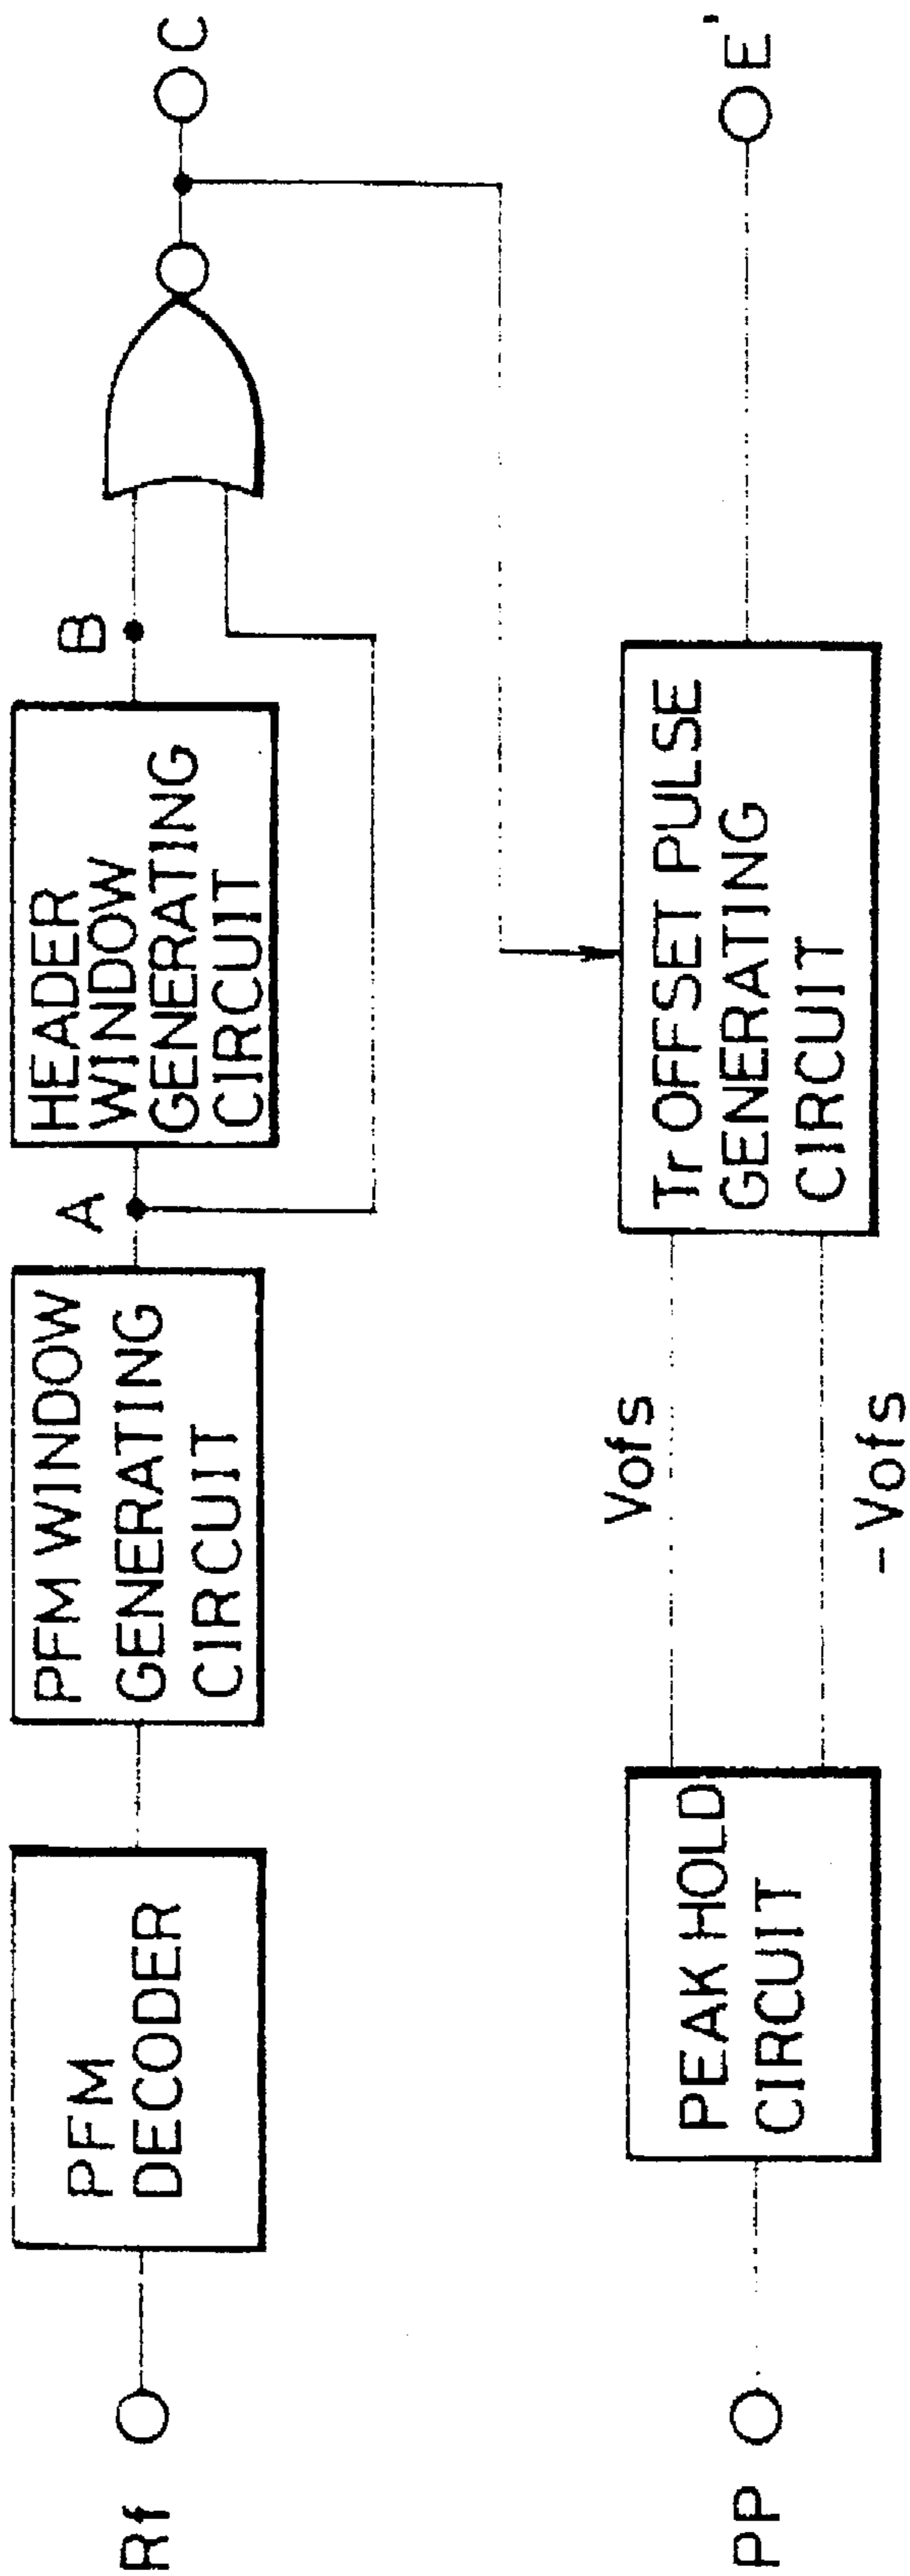 Rf
PFM
DECODER
PFM WINDOW
GENERATING
CIRCUIT
A
HEADER
WINDOW
GENERATING
CIRCUIT
B
C
PP
PEAK HOLD
CIRCUIT
Vofs
-Vofs
Tr OFFSET PULSE
GENERATING
CIRCUIT
E'